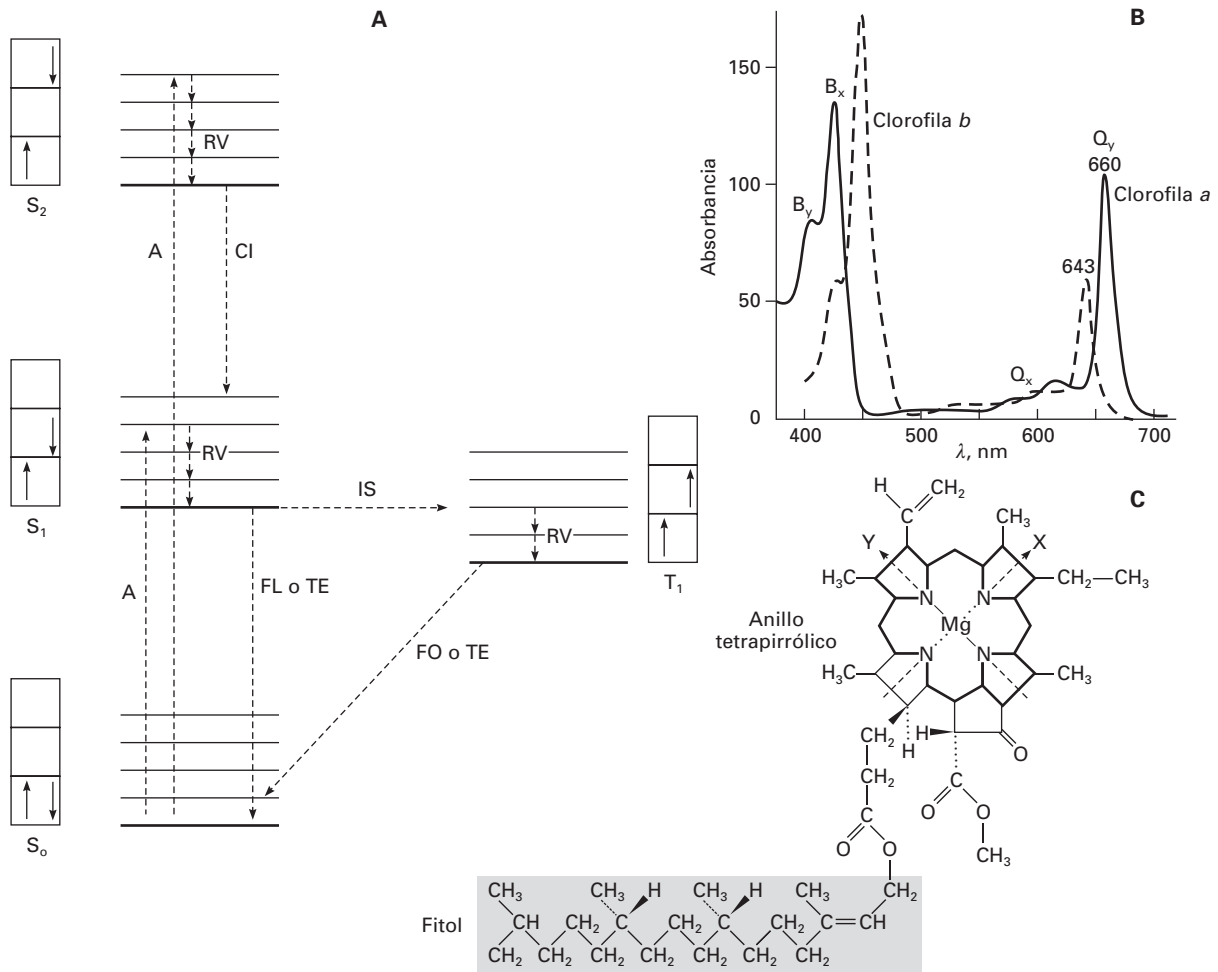 A
S2
RV
A
CI
S1
RV
IS
A
FL o TE
RV
T1
FO o TE
So
B
Absorbancia
150
100
50
0
Bx
By
Clorofila b
Qy
660
Clorofila a
643
Qx
400
500
600
700
λ, nm
C
H
CH2
C
CH3
Y
X
H3C
CH2—CH3
N
N
Anillo
tetrapirrólico
Mg
N
N
H3C
CH3
CH2
H
H
O
CH2
C
C
O
O
O
O
CH3
CH3
CH3
H
CH3
H
CH3
CH2
Fitol
CH
CH2
C
CH2
C
CH2
C
CH
CH2
CH2
CH2
CH2
CH2
CH2
CH2